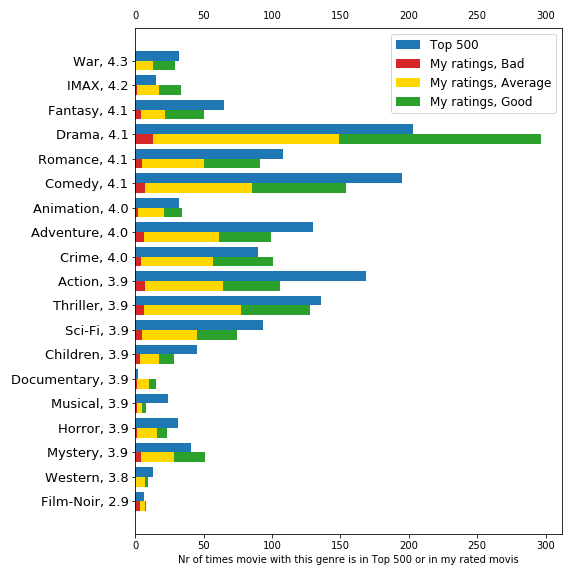 0 50 100 150 200 250 300
Top 500
My ratings, Bad
My ratings, Average
My ratings, Good
War, 4.3
IMAX, 4.2
Fantasy, 4.1
Drama, 4.1
Romance, 4.1
Comedy, 4.1
Animation, 4.0
Adventure, 4.0
Crime, 4.0
Action, 3.9
Thriller, 3.9
Sci-Fi, 3.9
Children, 3.9
Documentary, 3.9
Musical, 3.9
Horror, 3.9
Mystery, 3.9
Western, 3.8
Film-Noir, 2.9
0 50 100 150 200 250 300
Nr of times movie with this genre is in Top 500 or in my rated movis